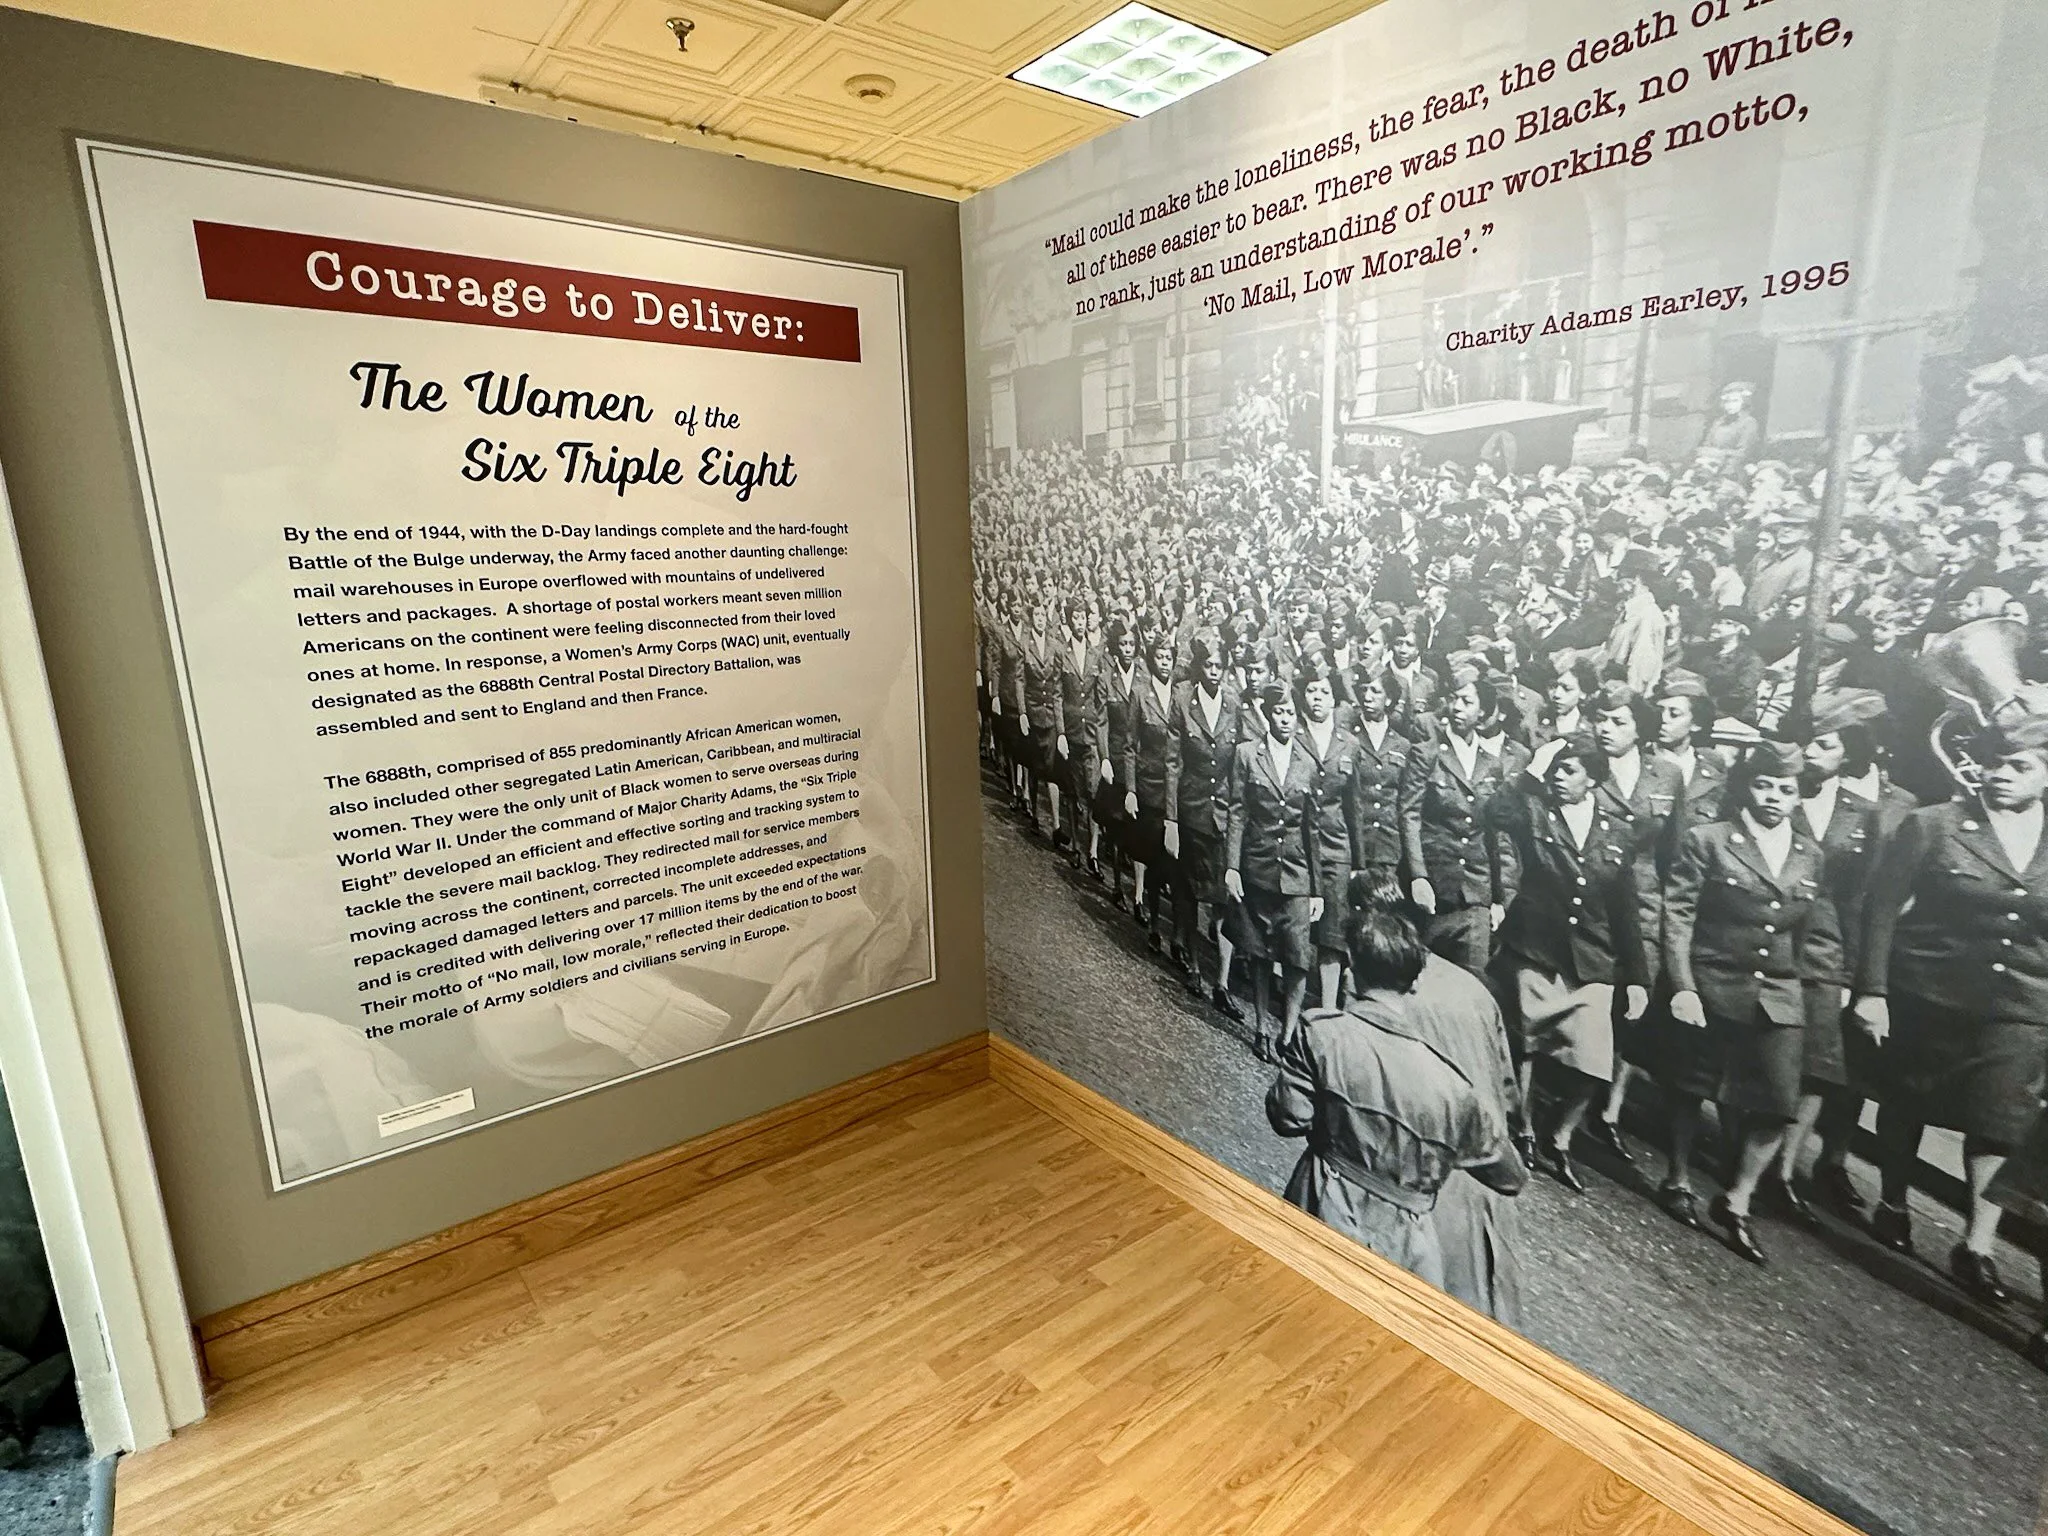 Courage to Deliver:
The Women of the
Six Triple Eight
By the end of 1944, with the D-Day landings complete and the hard-fought
Battle of the Bulge underway, the Army faced another daunting challenge:
mail warehouses in Europe overflowed with mountains of undelivered
letters and packages. A shortage of postal workers meant seven million
Americans on the continent were feeling disconnected from their loved
ones at home. In response, a Women's Army Corps (WAC) unit, eventually
designated as the 6888th Central Postal Directory Battalion, was
assembled and sent to England and then France.
The 6888th, comprised of 855 predominantly African American women,
also included other segregated Latin American, Caribbean, and multiracial
women. They were the only unit of Black women to serve overseas during
World War II. Under the command of Major Charity Adams, the “Six Triple
Eight” developed an efficient and effective sorting and tracking system to
tackle the severe mail backlog. They redirected mail for service members
moving across the continent, corrected incomplete addresses, and
repackaged damaged letters and parcels. The unit exceeded expectations
and is credited with delivering over 17 million items by the end of the war.
Their motto of “No mail, low morale,” reflected their dedication to boost
the morale of Army soldiers and civilians serving in Europe.
“Mail could make the loneliness, the fear, the death of
all of these easier to bear. There was no Black, no White,
no rank, just an understanding of our working motto,
‘No Mail, Low Morale’.”
Charity Adams Earley, 1995
MBULANCE